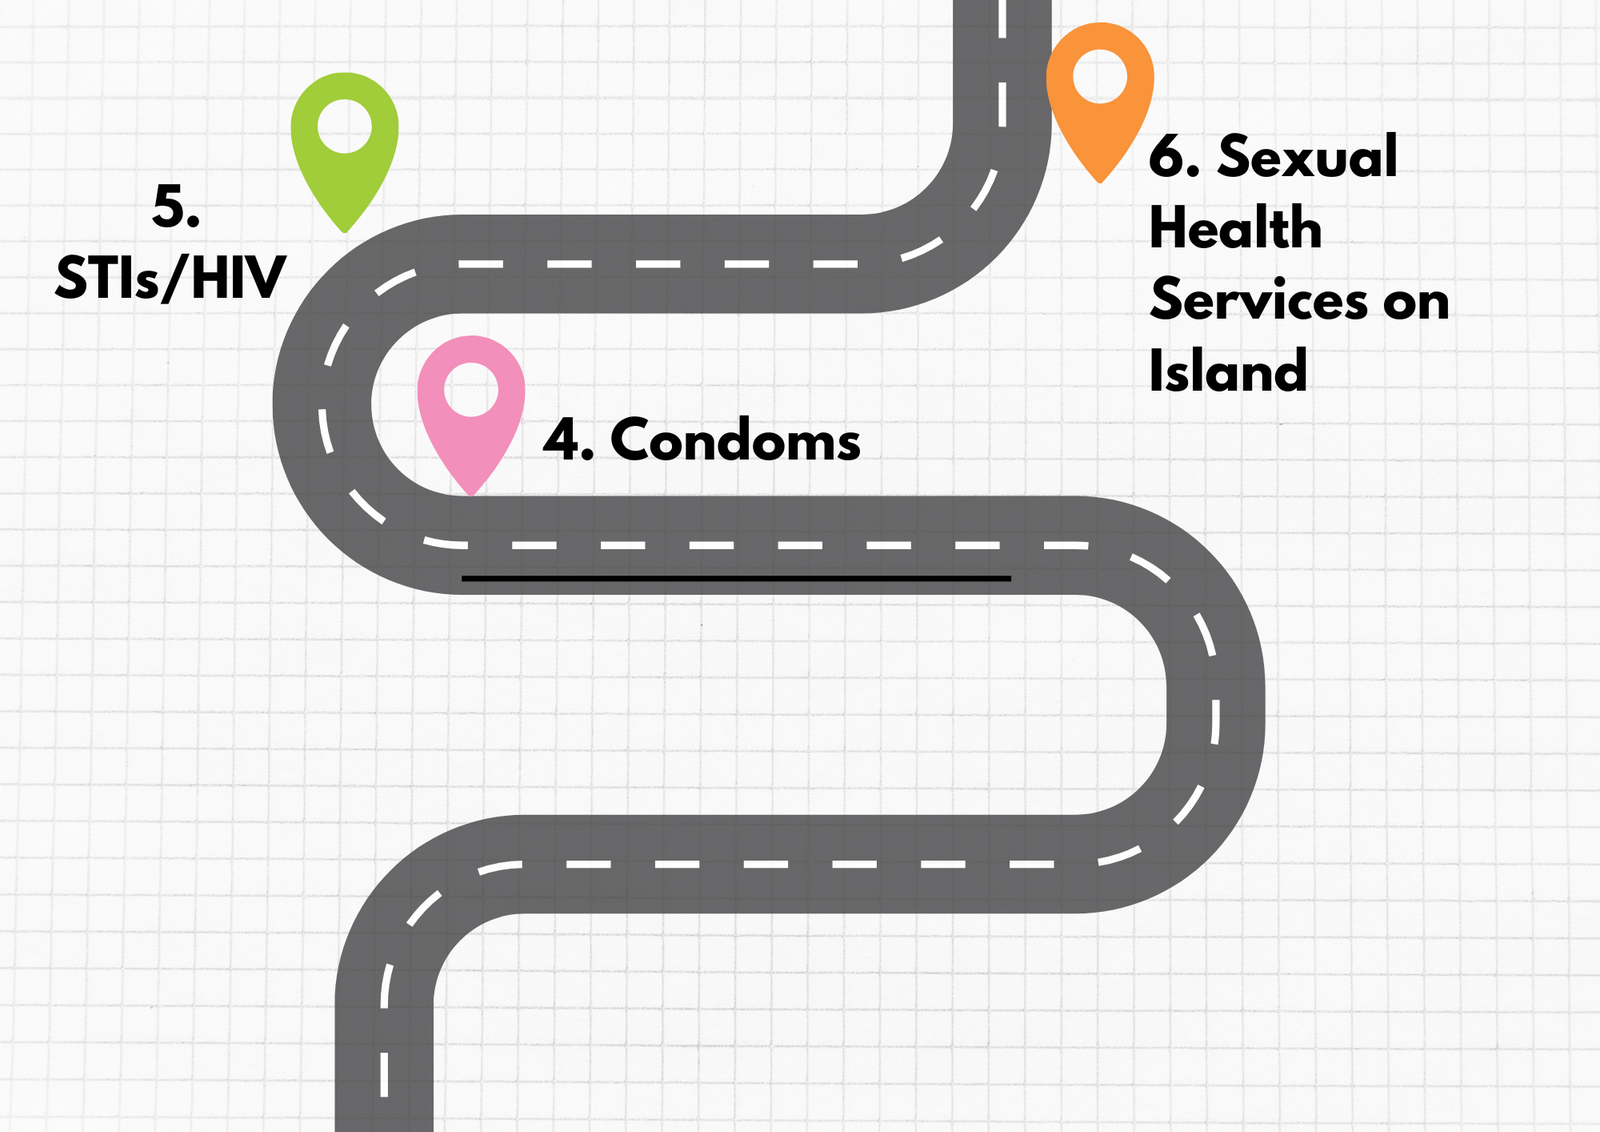 5.
STIs/HIV
6. Sexual
Health
Services on
Island
4. Condoms